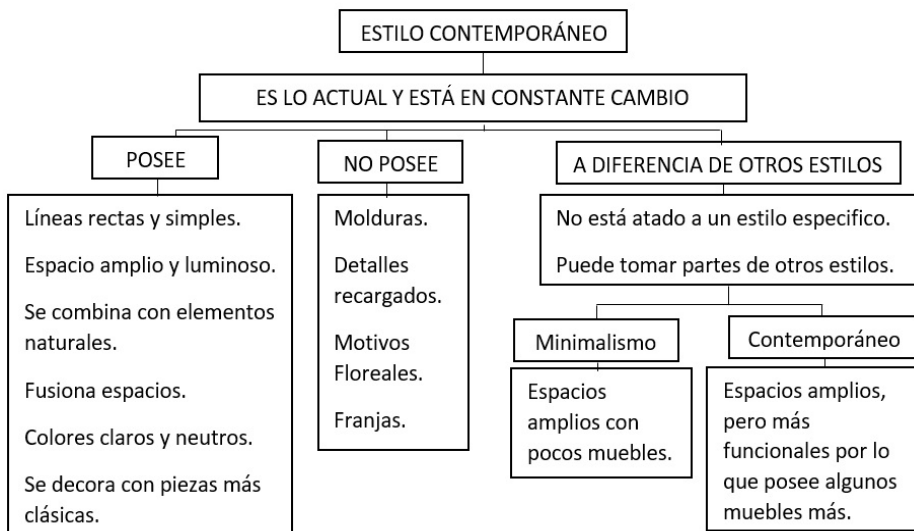 ESTILO CONTEMPORÁNEO
ES LO ACTUAL Y ESTÁ EN CONSTANTE CAMBIO
POSEE
Líneas rectas y simples.
Espacio amplio y luminoso.
Se combina con elementos
naturales.
Fusiona espacios.
Colores claros y neutros.
Se decora con piezas más
clásicas.
NO POSEE
Molduras.
Detalles
recargados.
Motivos
Floreales.
Franjas.
A DIFERENCIA DE OTROS ESTILOS
No está atado a un estilo especifico.
Puede tomar partes de otros estilos.
Minimalismo
Espacios
amplios con
pocos muebles.
Contemporáneo
Espacios amplios,
pero más
funcionales por lo
que posee algunos
muebles más.